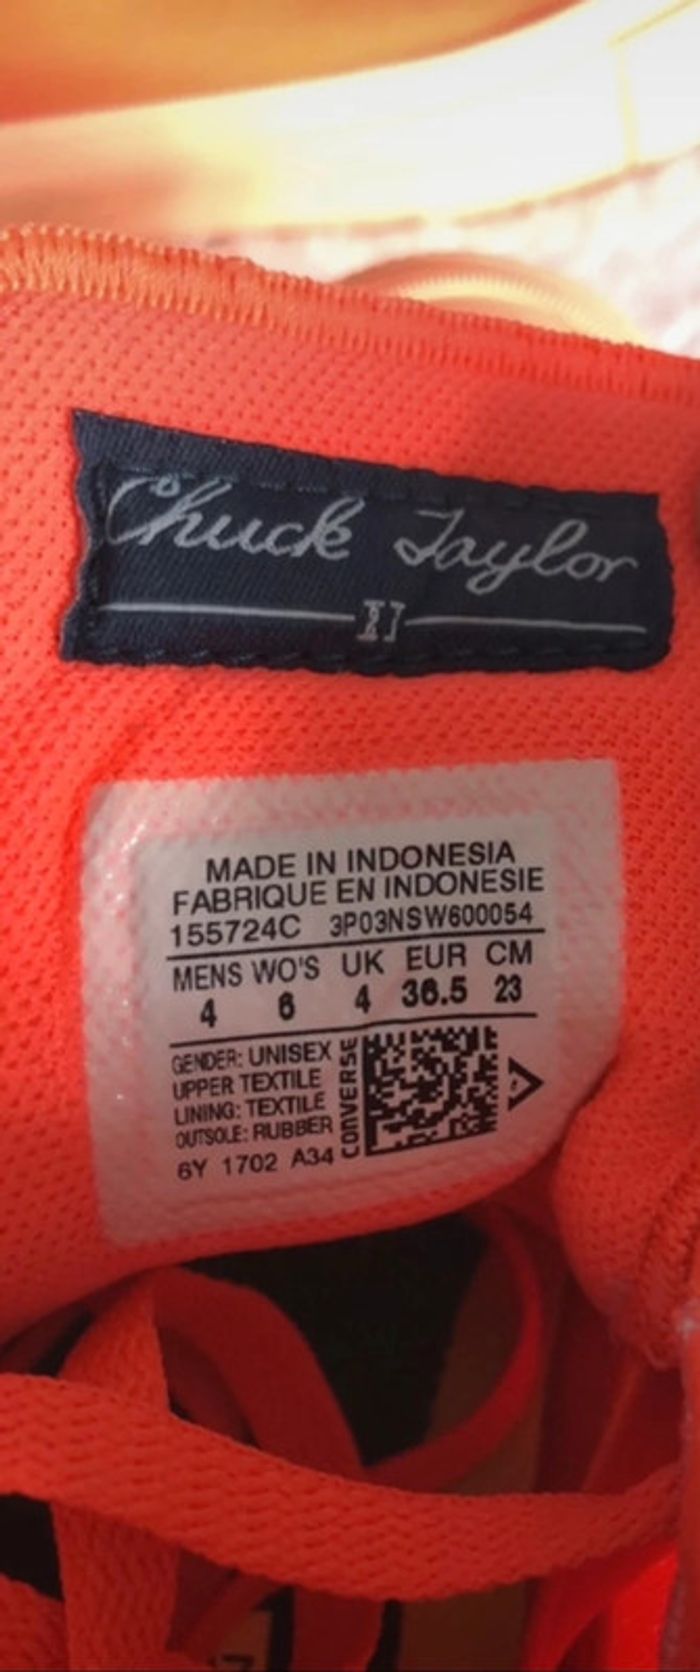 Chuck Taylor
II
MADE IN INDONESIA
FABRIQUE EN INDONESIE
155724C 3P03NSW600054
MENS WO'S UK EUR CM
4 6 4 36.5 23
GENDER: UNISEX
UPPER TEXTILE
LINING: TEXTILE
OUTSOLE: RUBBER
6Y 1702 A34
CONVERSE